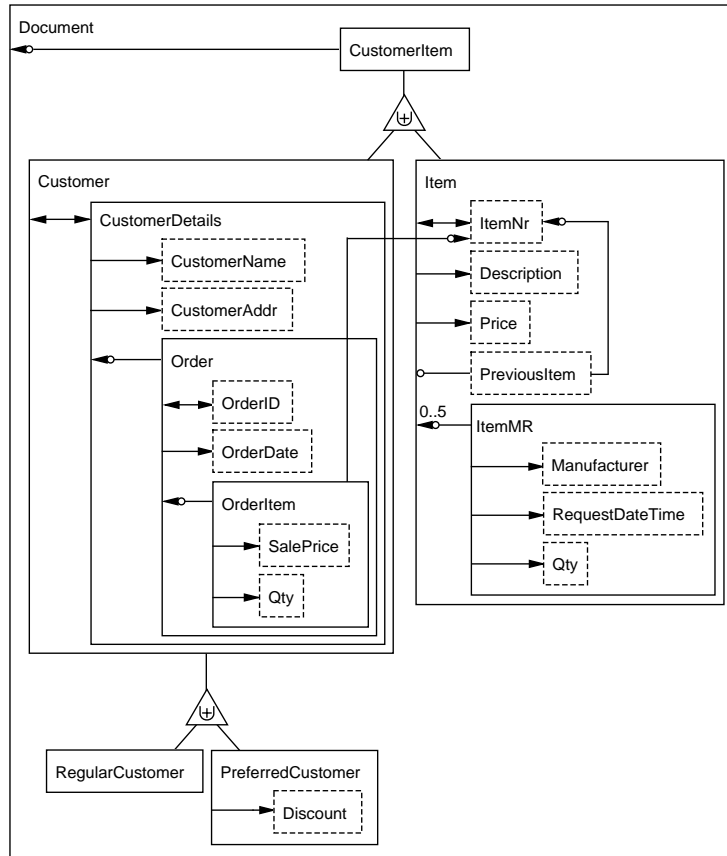 Document
CustomerItem
⊎
Customer
CustomerDetails
CustomerName
CustomerAddr
Order
OrderID
OrderDate
OrderItem
SalePrice
Qty
Item
ItemNr
Description
Price
PreviousItem
0..5
ItemMR
Manufacturer
RequestDateTime
Qty
⊎
RegularCustomer
PreferredCustomer
Discount